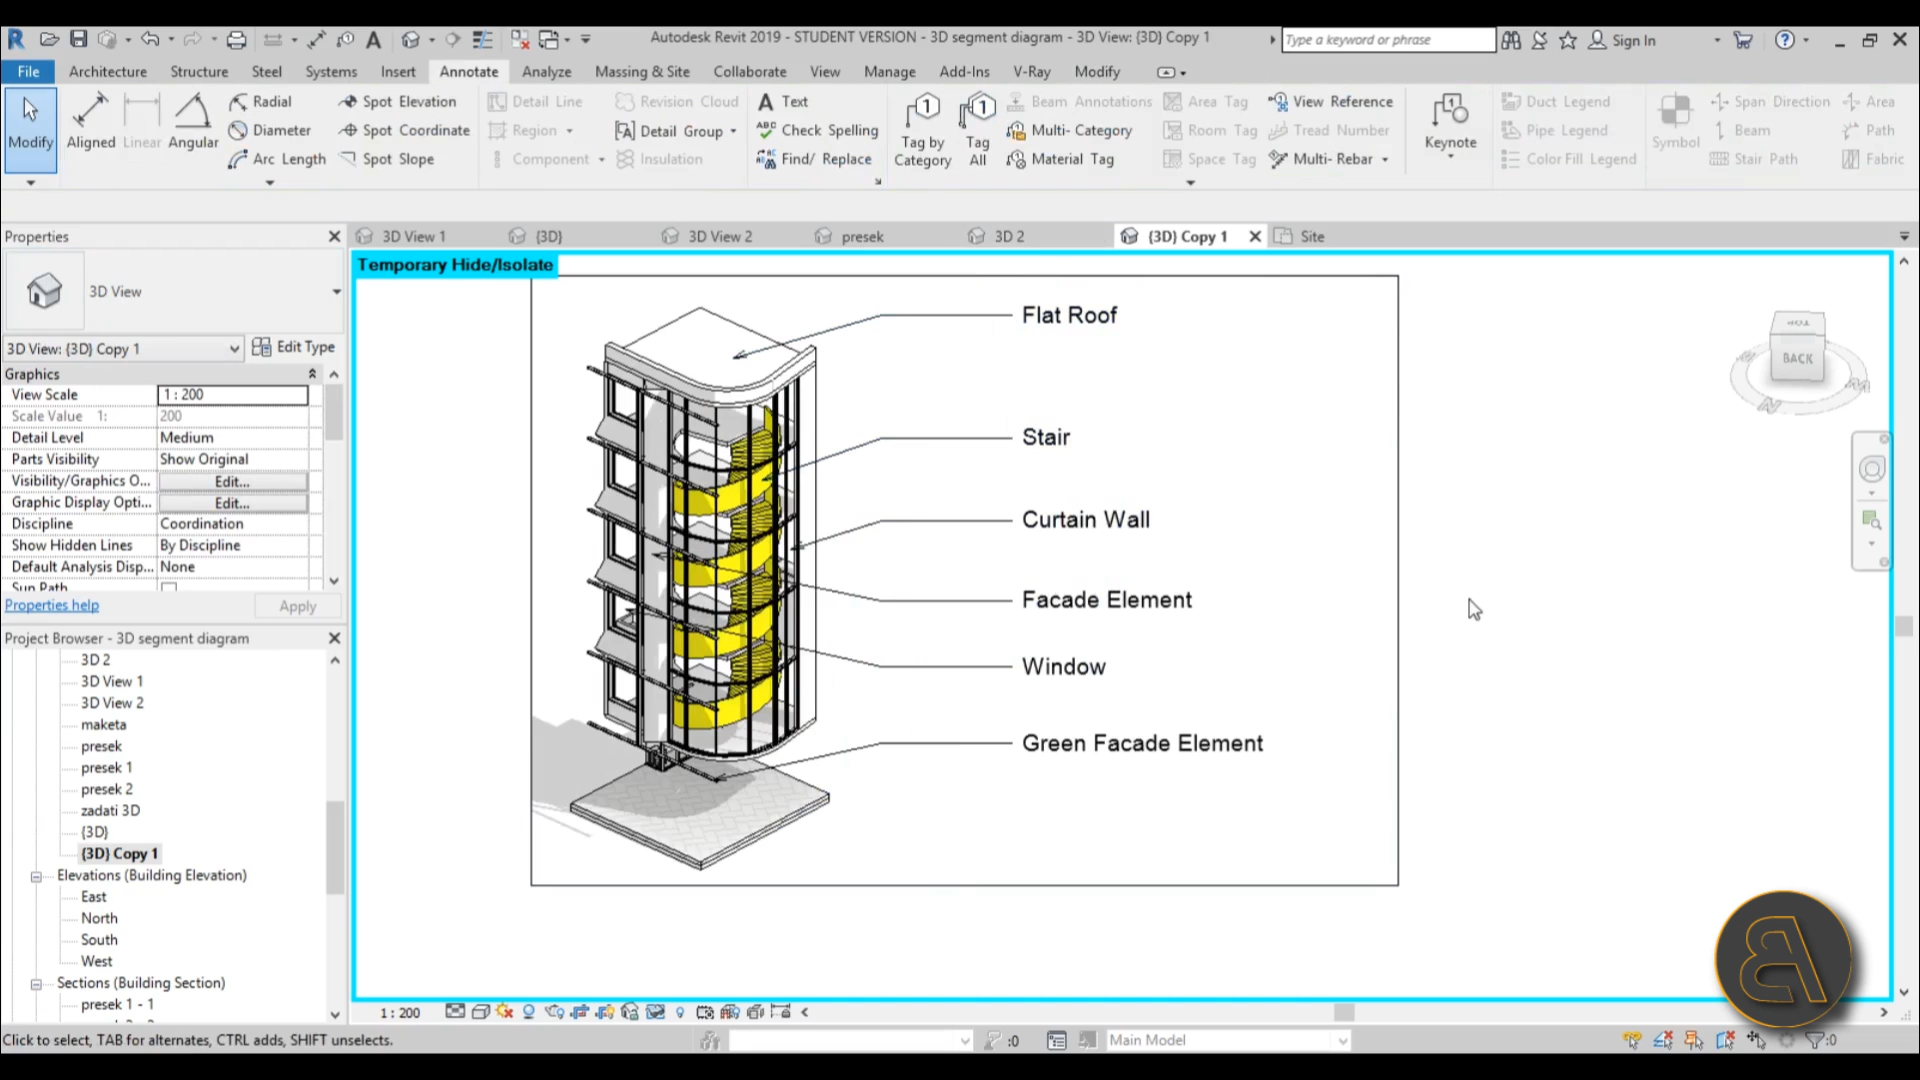 Autodesk Revit 2019 - STUDENT VERSION - 3D segment diagram - 3D View: {3D} Copy 1
Type a keyword or phrase
Sign In
File Architecture Structure Steel Systems Insert Annotate Analyze Massing & Site Collaborate View Manage Add-Ins V-Ray Modify
Modify
Aligned
Linear
Angular
Radial
Diameter
Arc Length
Spot Elevation
Spot Coordinate
Spot Slope
Detail Line
Region
Component
Revision Cloud
Detail Group
Insulation
Text
Check Spelling
Find/ Replace
Tag by Category
Tag All
Beam Annotations
Multi- Category
Material Tag
Area Tag
Room Tag
Space Tag
View Reference
Tread Number
Multi- Rebar
Keynote
Duct Legend
Pipe Legend
Color Fill Legend
Symbol
Span Direction
Beam
Stair Path
Area
Path
Fabric
Properties
3D View 1
{3D}
3D View 2
presek
3D 2
{3D} Copy 1
Site
3D View
3D View: {3D} Copy 1
Edit Type
Graphics
View Scale 1 : 200
Scale Value 1: 200
Detail Level Medium
Parts Visibility Show Original
Visibility/Graphics O... Edit...
Graphic Display Opti... Edit...
Discipline Coordination
Show Hidden Lines By Discipline
Default Analysis Disp... None
Sun Path
Properties help
Apply
Project Browser - 3D segment diagram
3D 2
3D View 1
3D View 2
maketa
presek
presek 1
presek 2
zadati 3D
{3D}
{3D} Copy 1
Elevations (Building Elevation)
East
North
South
West
Sections (Building Section)
presek 1 - 1
Temporary Hide/Isolate
Flat Roof
Stair
Curtain Wall
Facade Element
Window
Green Facade Element
TOP
BACK
N
1 : 200
Click to select, TAB for alternates, CTRL adds, SHIFT unselects.
:0
Main Model
:0